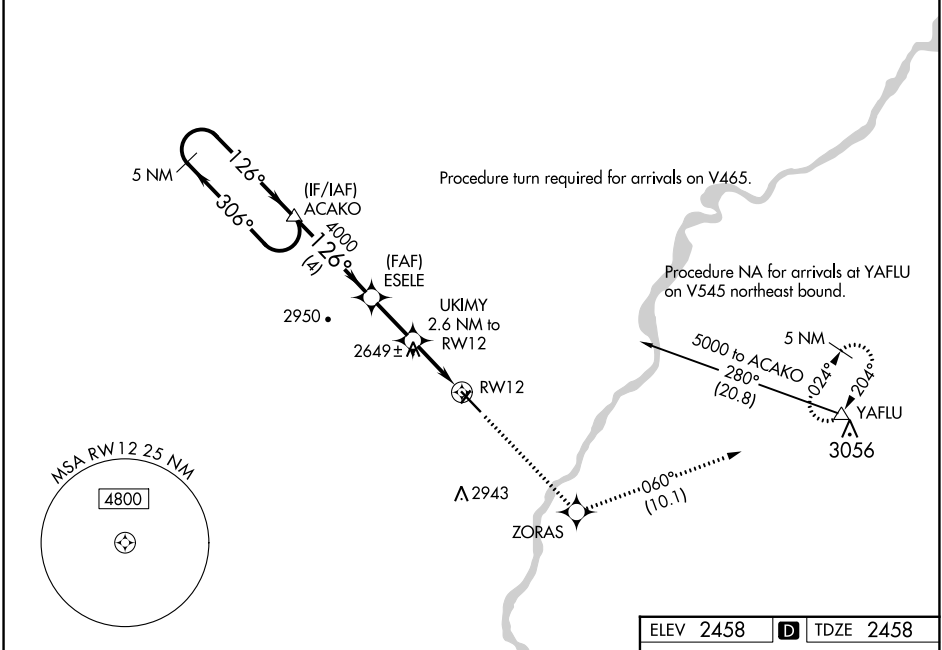 5 NM
126°
306°
(IF/IAF)
ACAKO
4000
126°
(4)
Procedure turn required for arrivals on V465.
(FAF)
ESELE
2950
UKIMY
2.6 NM to
RW12
2649±
RW12
Procedure NA for arrivals at YAFLU
on V545 northeast bound.
5000 to ACAKO
280°
(20.8)
5 NM
024°
204°
YAFLU
3056
MSA RW12 25 NM
4800
2943
ZORAS
060°
(10.1)
ELEV 2458 D TDZE 2458